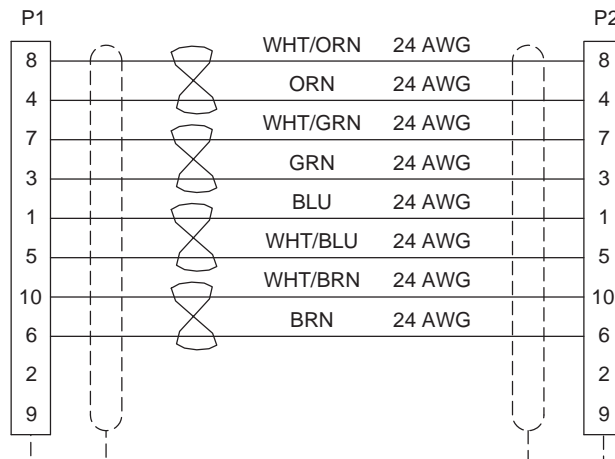 P1 P2
8 WHT/ORN 24 AWG 8
4 ORN 24 AWG 4
7 WHT/GRN 24 AWG 7
3 GRN 24 AWG 3
1 BLU 24 AWG 1
5 WHT/BLU 24 AWG 5
10 WHT/BRN 24 AWG 10
6 BRN 24 AWG 6
2 2
9 9